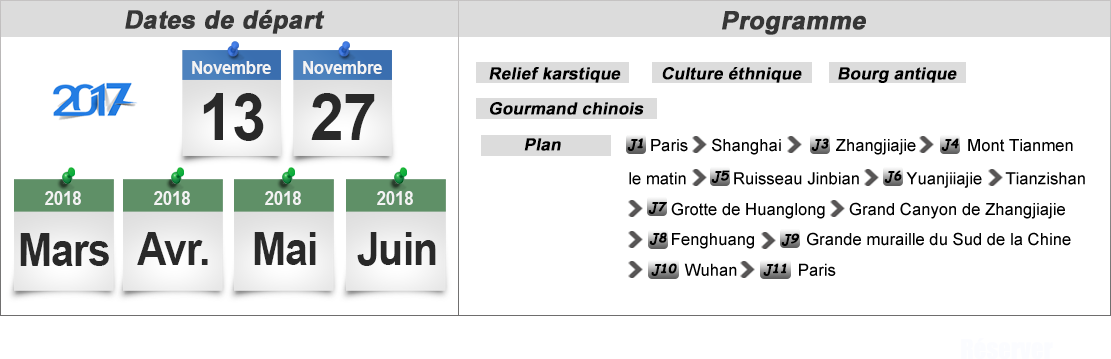 Dates de départ
2017
Novembre
13
Novembre
27
2018
Mars
2018
Avr.
2018
Mai
2018
Juin
Programme
Relief karstique Culture éthnique Bourg antique
Gourmand chinois
Plan J1 Paris Shanghai J3 Zhangjiajie J4 Mont Tianmen
le matin J5 Ruisseau Jinbian J6 Yuanjiiajie Tianzishan
J7 Grotte de Huanglong Grand Canyon de Zhangjiajie
J8 Fenghuang J9 Grande muraille du Sud de la Chine
J10 Wuhan J11 Paris